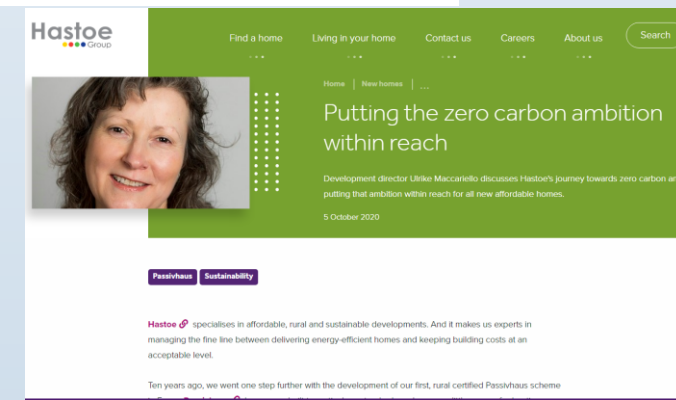 Hastoe
Group
Find a home Living in your home Contact us Careers About us Search
Home | New homes | ...
Putting the zero carbon ambition
within reach
Development director Ulrike Maccariello discusses Hastoe's journey towards zero carbon an
putting that ambition within reach for all new affordable homes.
5 October 2020
Passivhaus Sustainability
Hastoe specialises in affordable, rural and sustainable developments. And it makes us experts in
managing the fine line between delivering energy-efficient homes and keeping building costs at an
acceptable level.
Ten years ago, we went one step further with the development of our first, rural certified Passivhaus scheme